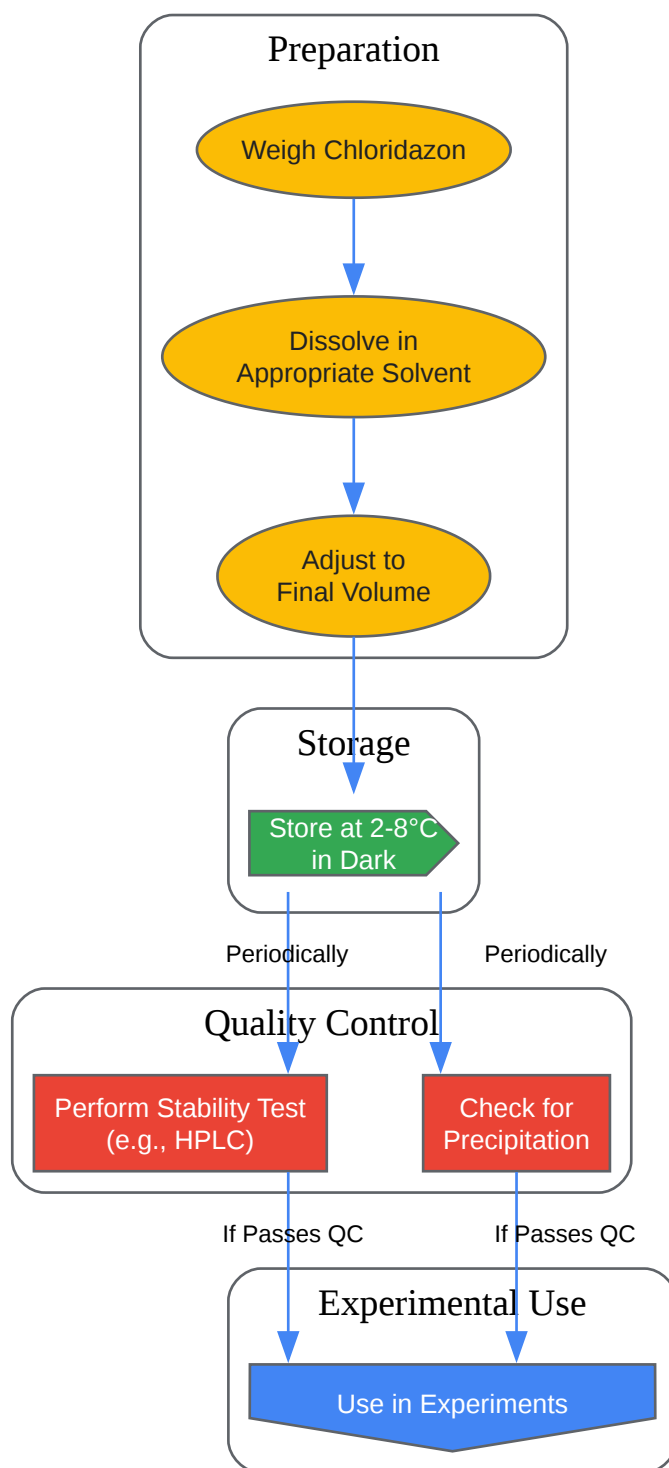 Preparation
Weigh Chloridazon
Dissolve in
Appropriate Solvent
Adjust to
Final Volume
Storage
Store at 2-8°C
in Dark
Periodically
Periodically
Quality Control
Perform Stability Test
(e.g., HPLC)
Check for
Precipitation
If Passes QC
If Passes QC
Experimental Use
Use in Experiments